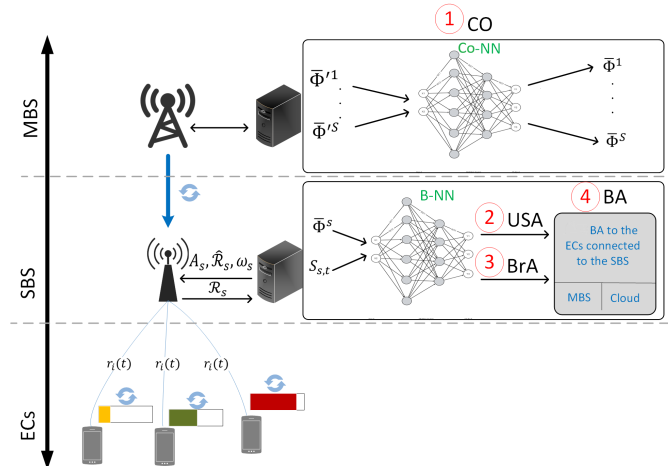 1 CO
Co-NN
Φ̅′¹
.
.
Φ̅′ˢ
Φ̅¹
.
.
.
Φ̅ˢ
MBS
B-NN
Φ̅ˢ
Sₛ,ₜ
2 USA
3 BrA
4 BA
BA to the
ECs connected
to the SBS
MBS
Cloud
SBS
Aₛ, ℛ̂ₛ, ωₛ
ℛₛ
rᵢ(t)
rᵢ(t)
rᵢ(t)
ECs